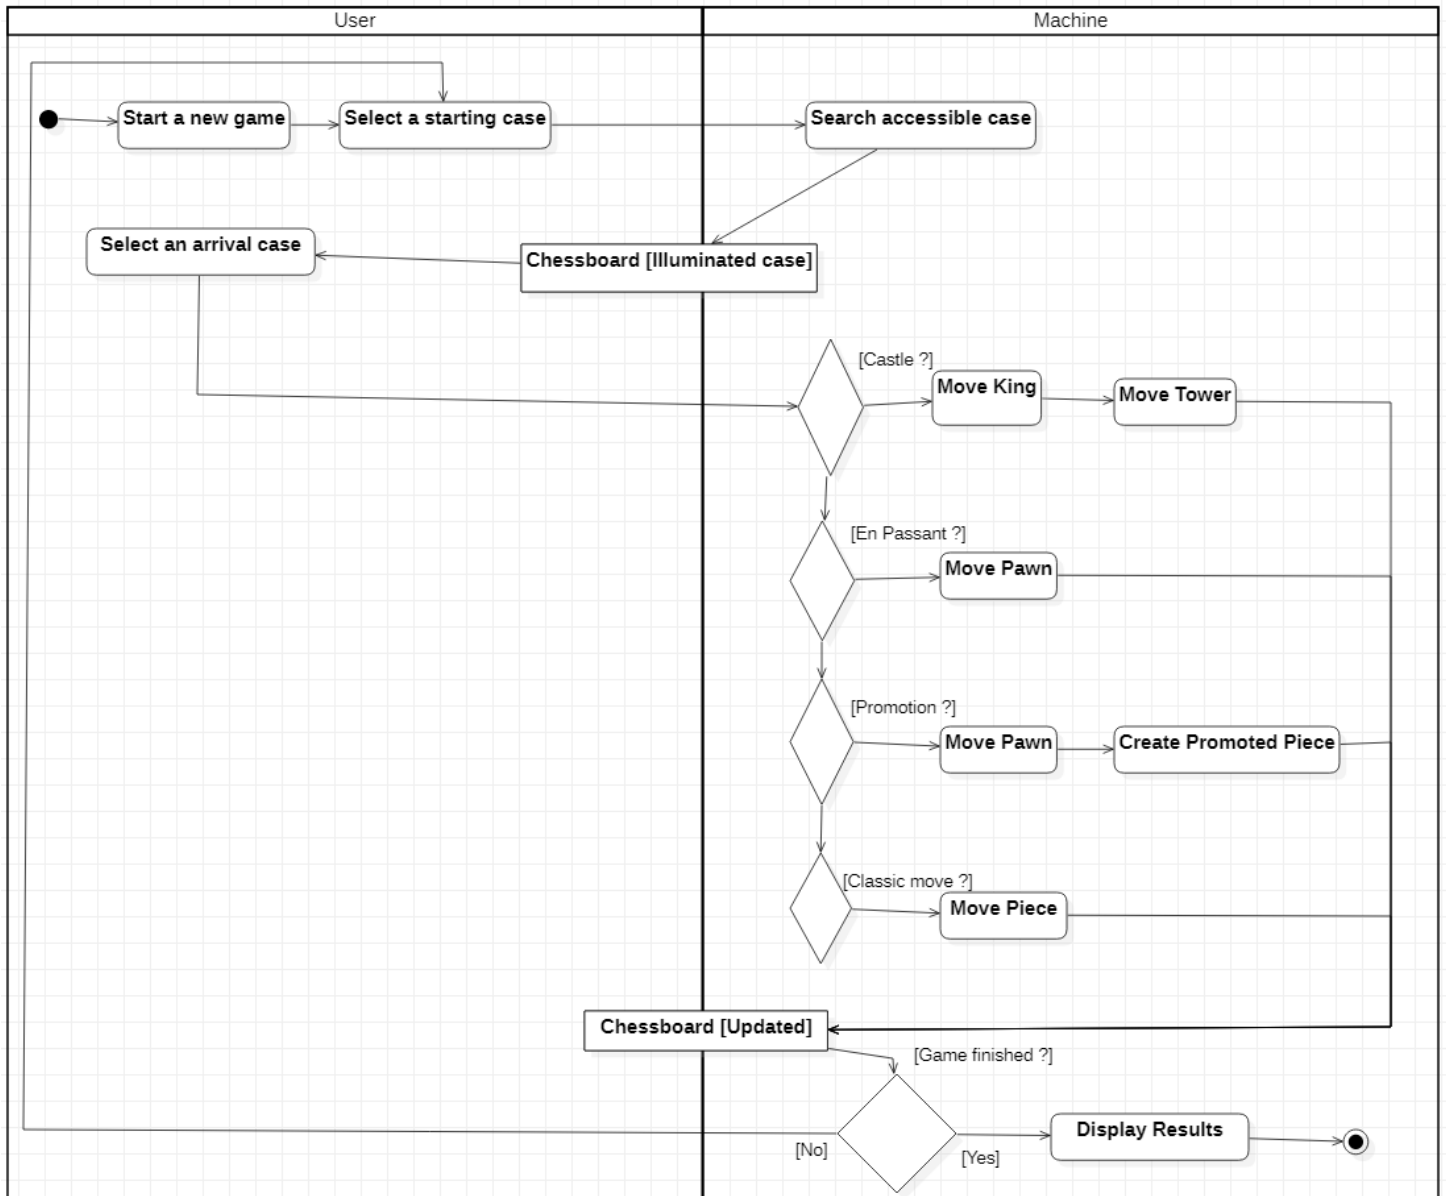 User
Machine
Start a new game
Select a starting case
Search accessible case
Select an arrival case
Chessboard [Illuminated case]
[Castle ?]
Move King
Move Tower
[En Passant ?]
Move Pawn
[Promotion ?]
Move Pawn
Create Promoted Piece
[Classic move ?]
Move Piece
Chessboard [Updated]
[Game finished ?]
[No]
[Yes]
Display Results